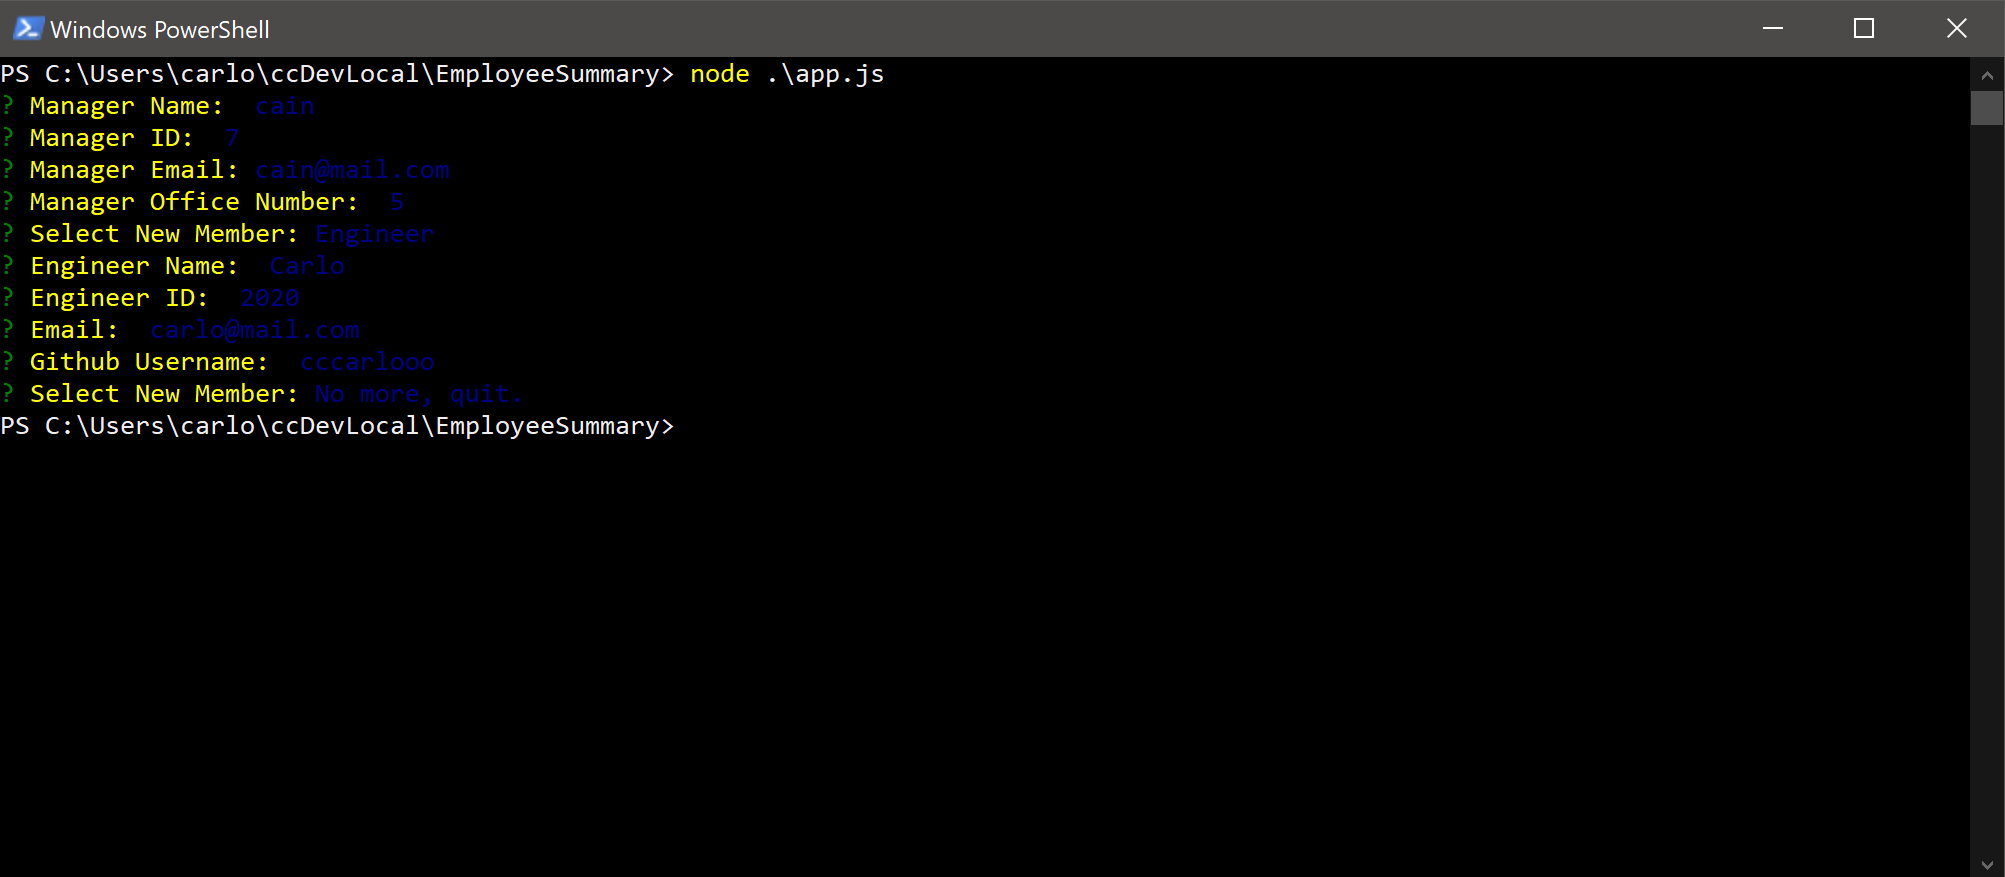 Windows PowerShell
PS C:\Users\carlo\ccDevLocal\EmployeeSummary> node .\app.js
? Manager Name:  cain
? Manager ID:  7
? Manager Email: cain@mail.com
? Manager Office Number:  5
? Select New Member: Engineer
? Engineer Name:  Carlo
? Engineer ID:  2020
? Email:  carlo@mail.com
? Github Username:  cccarlooo
? Select New Member: No more, quit.
PS C:\Users\carlo\ccDevLocal\EmployeeSummary>